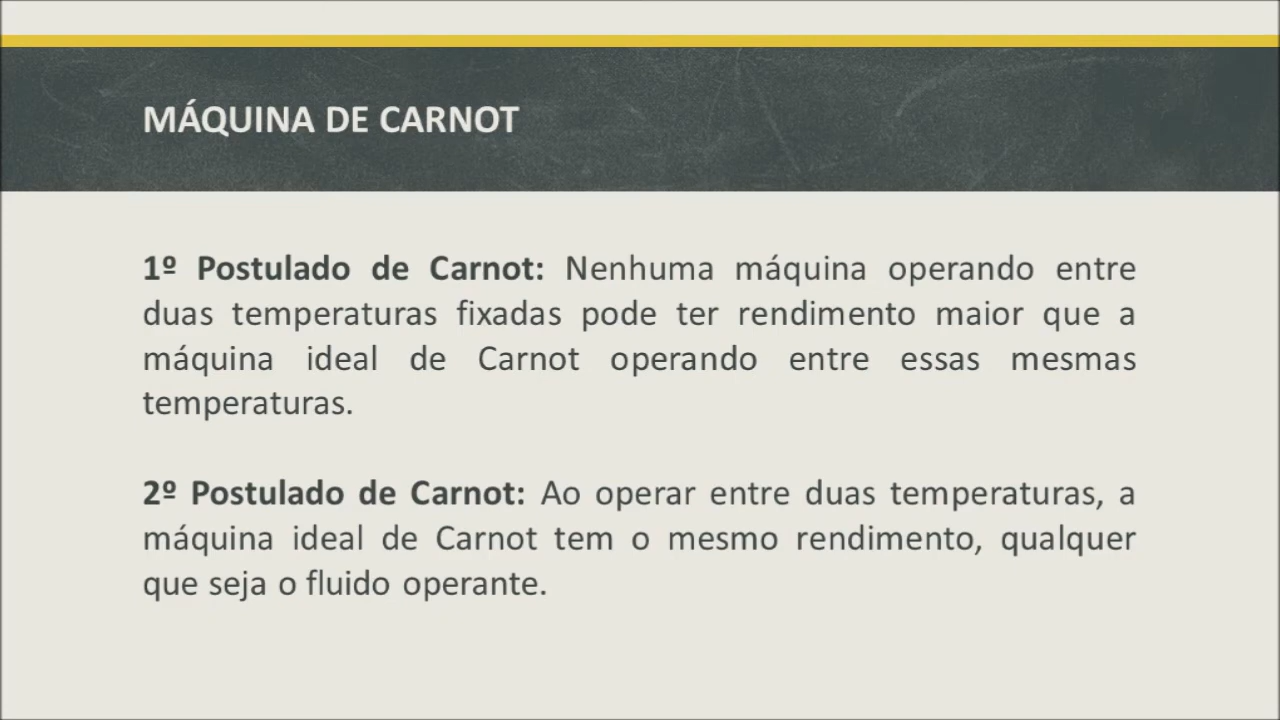 MÁQUINA DE CARNOT
1º Postulado de Carnot: Nenhuma máquina operando entre
duas temperaturas fixadas pode ter rendimento maior que a
máquina ideal de Carnot operando entre essas mesmas
temperaturas.
2º Postulado de Carnot: Ao operar entre duas temperaturas, a
máquina ideal de Carnot tem o mesmo rendimento, qualquer
que seja o fluido operante.